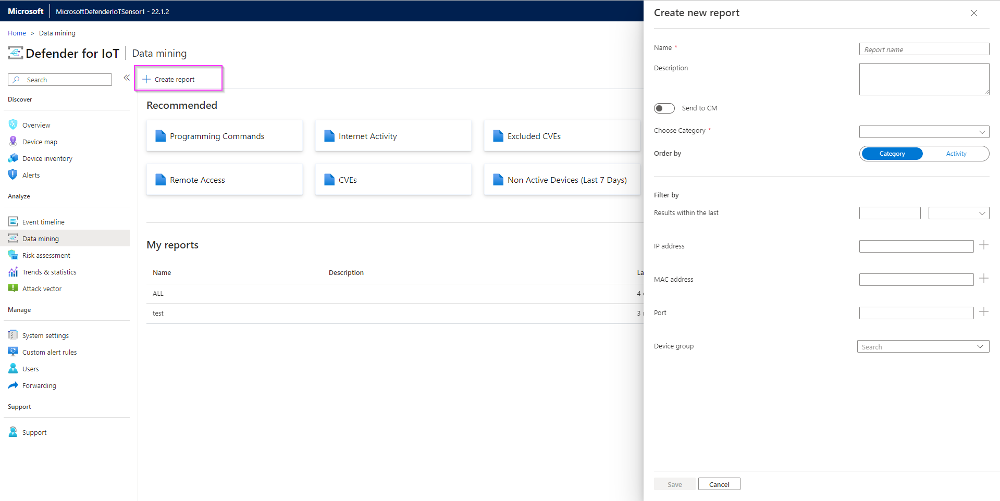 Microsoft MicrosoftDefenderIoTSensor1 - 22.1.2
Home > Data mining
Defender for IoT Data mining
Search
« + Create report
Discover
Overview
Device map
Device inventory
Alerts
Analyze
Event timeline
Data mining
Risk assessment
Trends & statistics
Attack vector
Manage
System settings
Custom alert rules
Users
Forwarding
Support
Support
Recommended
Programming Commands
Internet Activity
Excluded CVEs
Remote Access
CVEs
Non Active Devices (Last 7 Days)
My reports
Name Description La
ALL 4
test 3
Create new report
Name *
Report name
Description
Send to CM
Choose Category *
Order by
Category Activity
Filter by
Results within the last
IP address
MAC address
Port
Device group
Search
Save Cancel